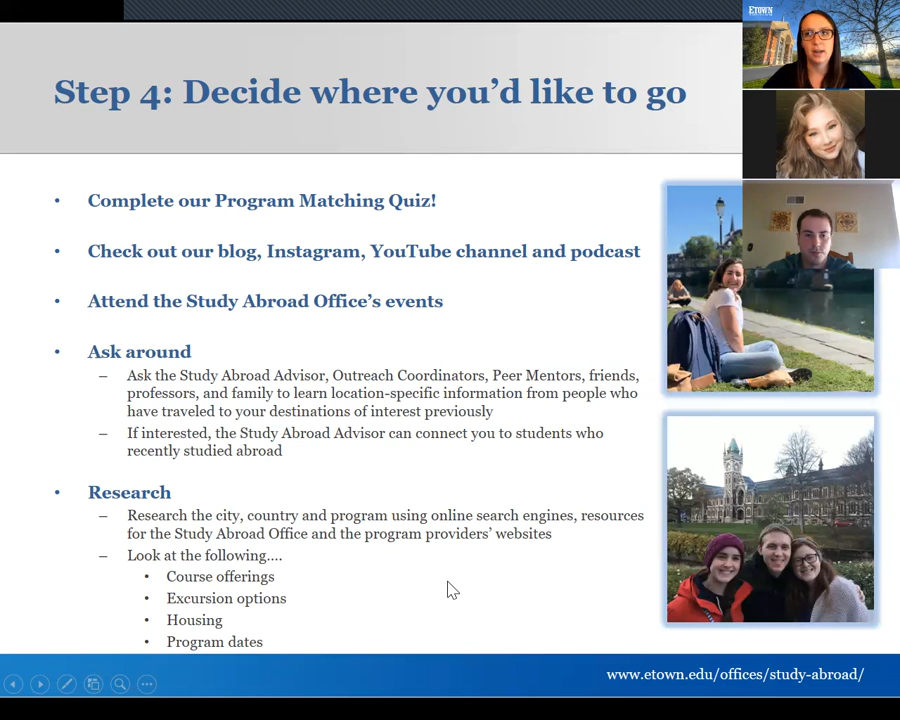 Step 4: Decide where you'd like to go
ETOWN
• Complete our Program Matching Quiz!
• Check out our blog, Instagram, YouTube channel and podcast
• Attend the Study Abroad Office's events
• Ask around
– Ask the Study Abroad Advisor, Outreach Coordinators, Peer Mentors, friends,
professors, and family to learn location-specific information from people who
have traveled to your destinations of interest previously
– If interested, the Study Abroad Advisor can connect you to students who
recently studied abroad
• Research
– Research the city, country and program using online search engines, resources
for the Study Abroad Office and the program providers' websites
– Look at the following....
• Course offerings
• Excursion options
• Housing
• Program dates
www.etown.edu/offices/study-abroad/